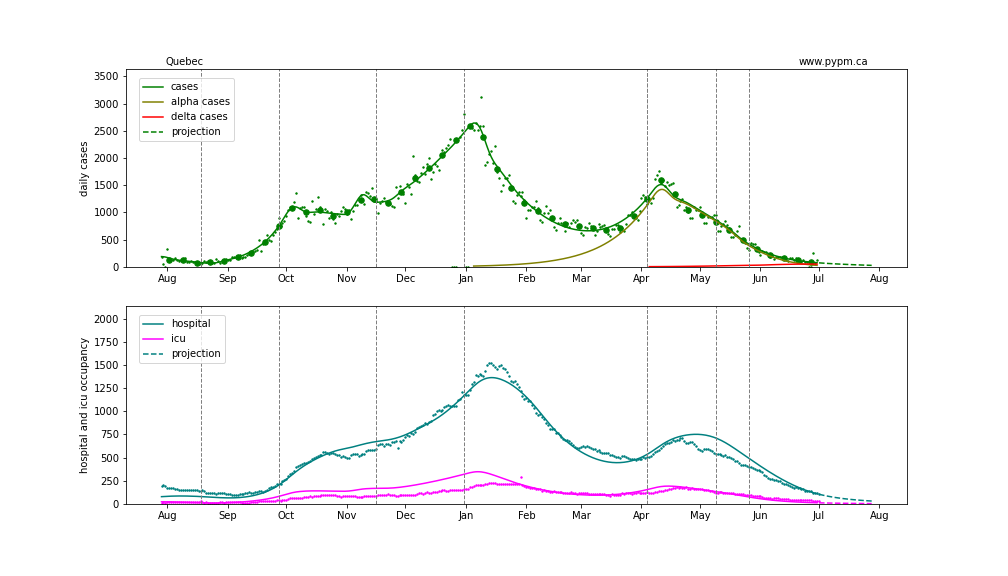 Quebec www.pypm.ca
3500
3000
2500
2000
1500
1000
500
0
daily cases
cases
alpha cases
delta cases
projection
Aug Sep Oct Nov Dec Jan Feb Mar Apr May Jun Jul Aug
2000
1750
1500
1250
1000
750
500
250
0
hospital and icu occupancy
hospital
icu
projection
Aug Sep Oct Nov Dec Jan Feb Mar Apr May Jun Jul Aug